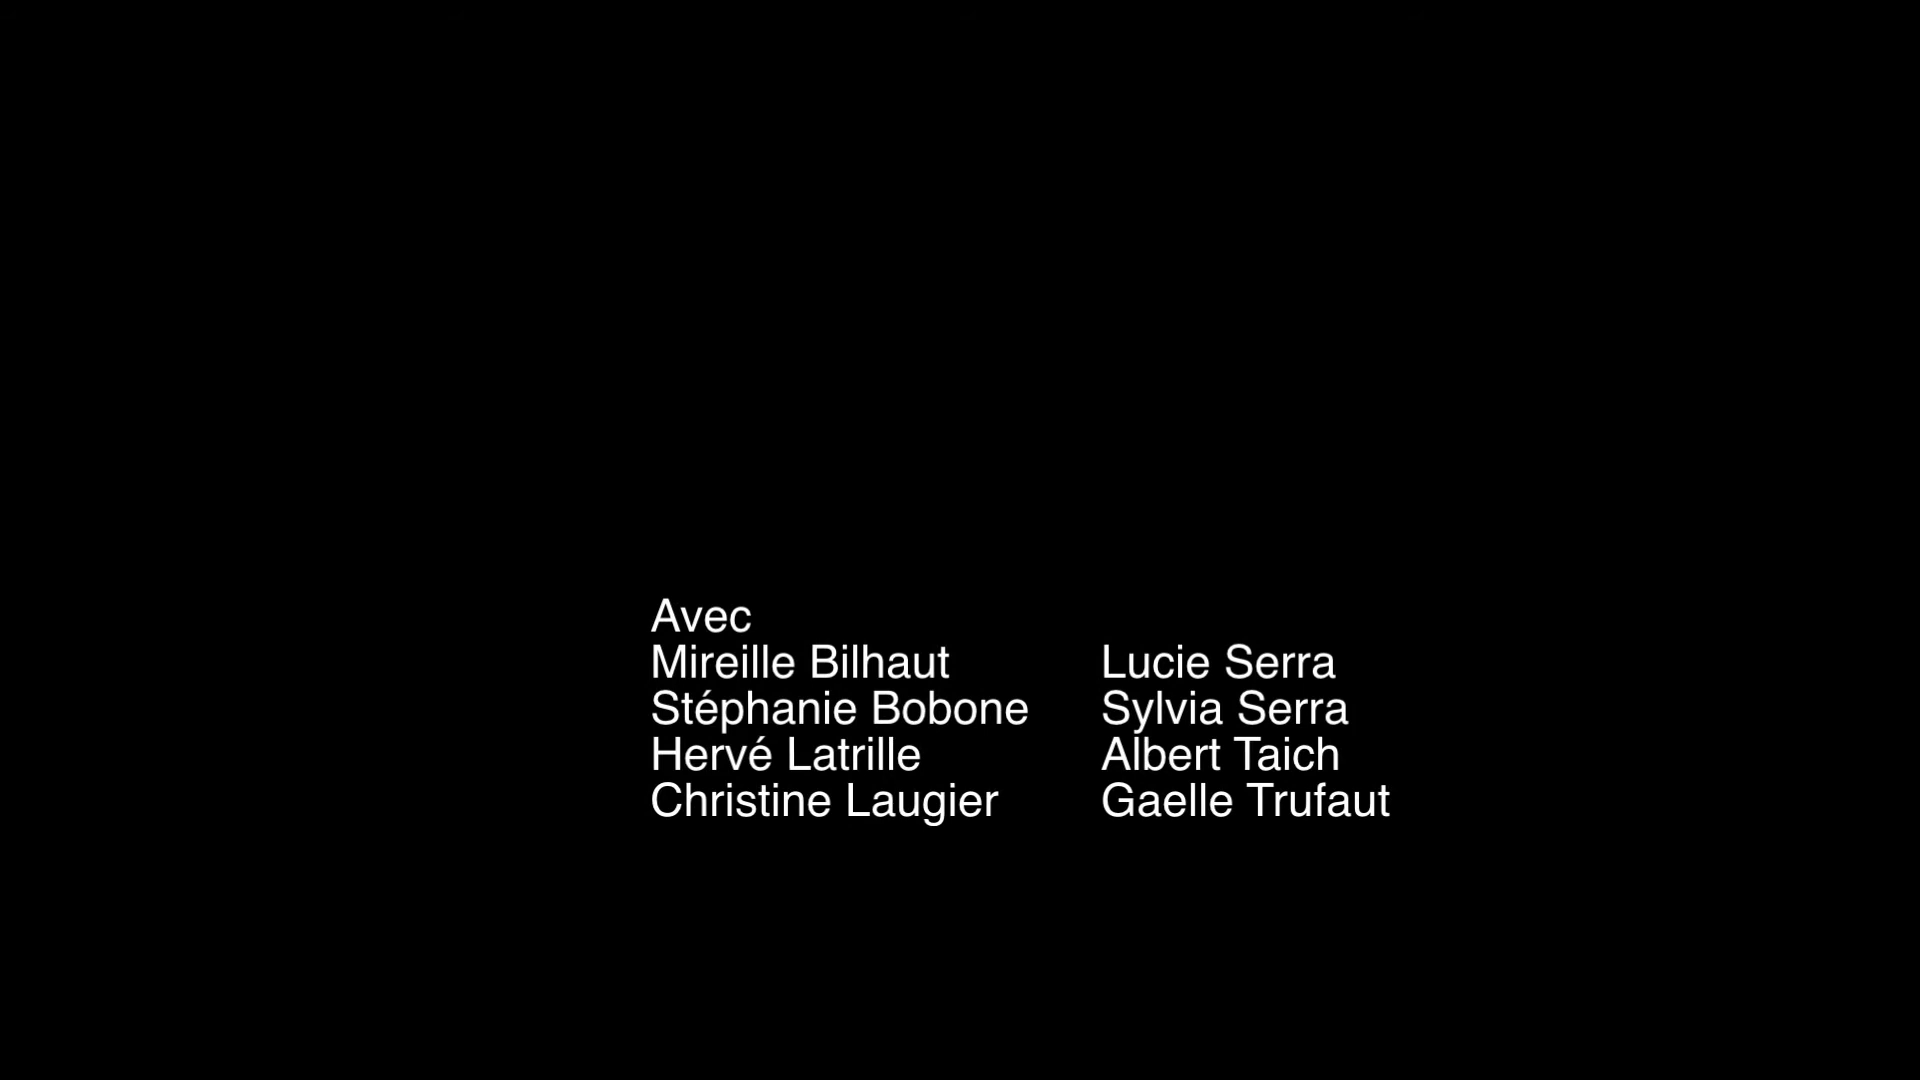 Avec
Mireille Bilhaut Lucie Serra
Stéphanie Bobone Sylvia Serra
Hervé Latrille Albert Taich
Christine Laugier Gaelle Trufaut